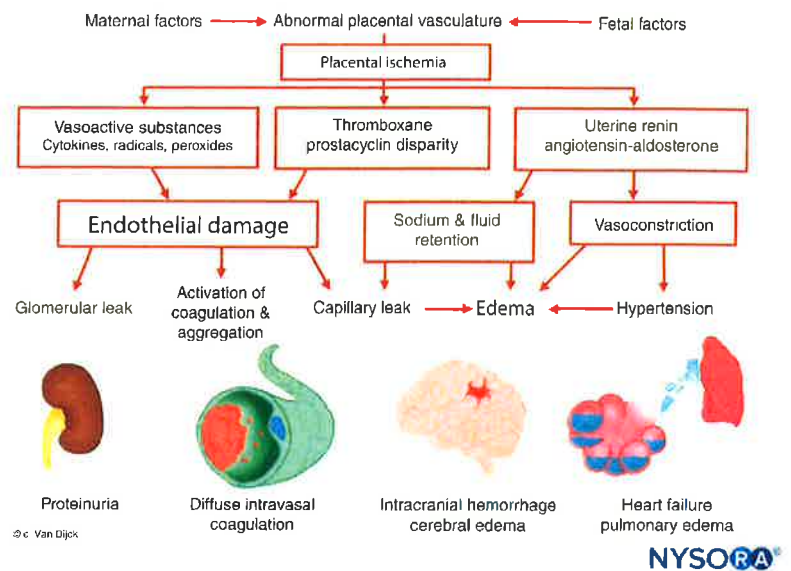 Maternal factors
Abnormal placental vasculature
Fetal factors
Placental ischemia
Vasoactive substances
Cytokines, radicals, peroxides
Thromboxane
prostacyclin disparity
Uterine renin
angiotensin-aldosterone
Endothelial damage
Sodium & fluid
retention
Vasoconstriction
Glomerular leak
Activation of
coagulation &
aggregation
Capillary leak
Edema
Hypertension
Proteinuria
Diffuse intravasal
coagulation
Intracranial hemorrhage
cerebral edema
Heart failure
pulmonary edema
© c Van Dijck
NYSORA®